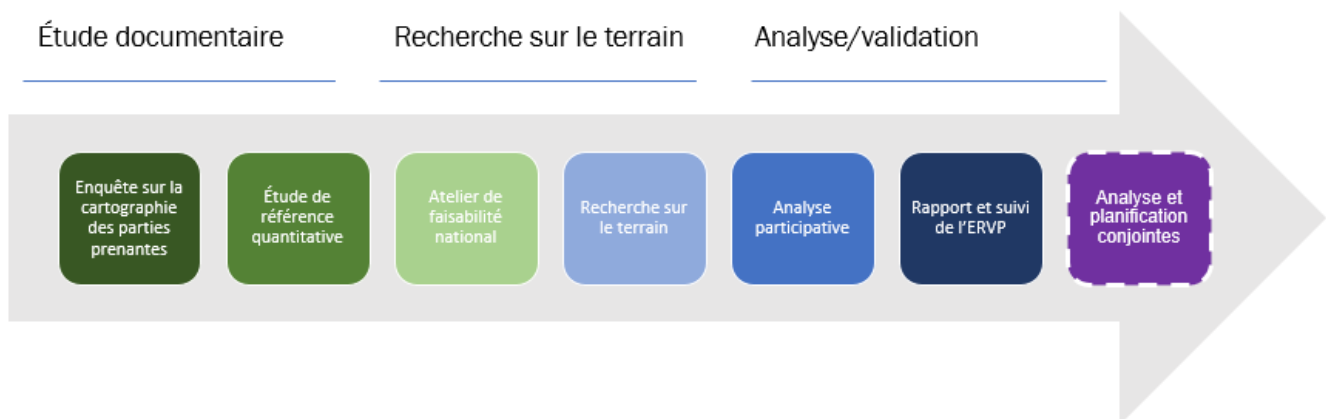 Étude documentaire
Recherche sur le terrain
Analyse/validation
Enquête sur la
cartographie
des parties
prenantes
Étude de
référence
quantitative
Atelier de
faisabilité
national
Recherche sur
le terrain
Analyse
participative
Rapport et suivi
de l'ERVP
Analyse et
planification
conjointes